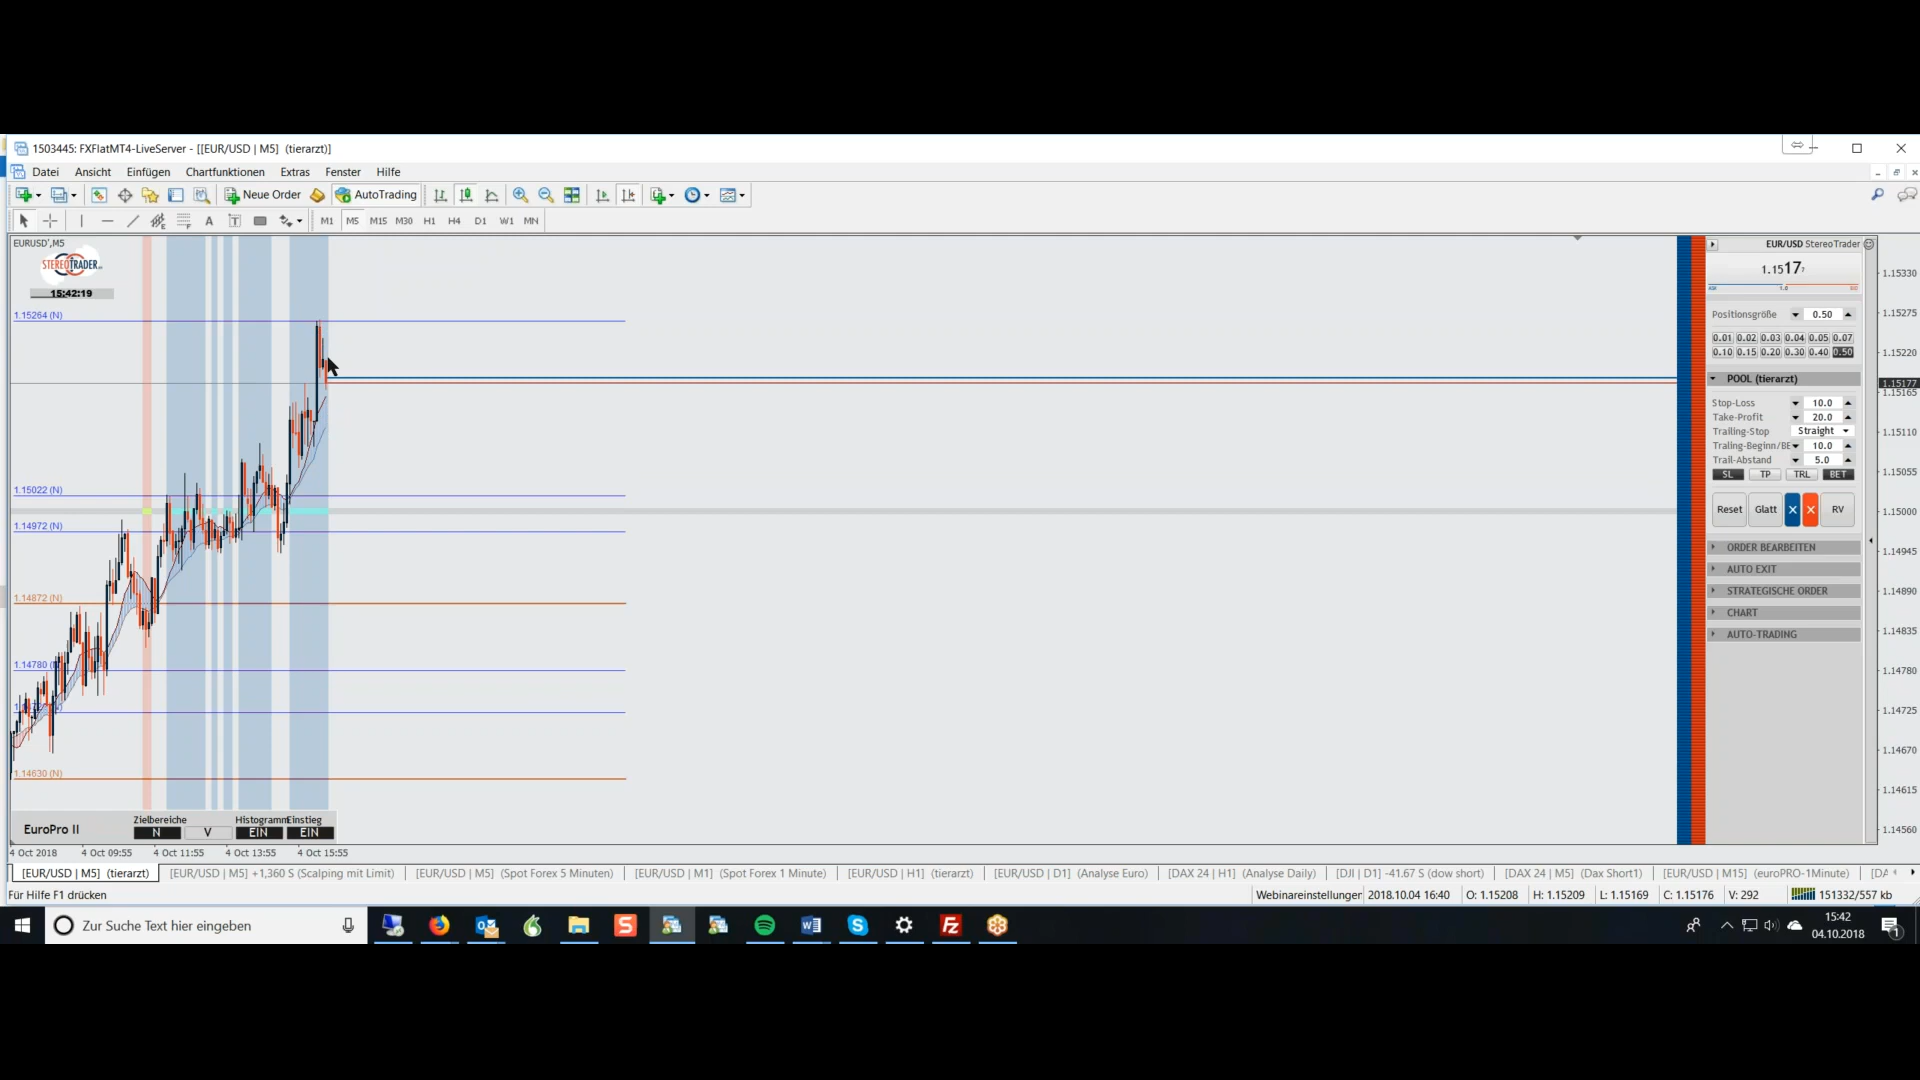 1503445: FXFlatMT4-LiveServer - [[EUR/USD | M5] (tierarzt)]
Datei Ansicht Einfügen Chartfunktionen Extras Fenster Hilfe
Neue Order AutoTrading
A T M1 M5 M15 M30 H1 H4 D1 W1 MN
EURUSD',M5
STEREOTRADER
15:42:19
1.15264 (N)
1.15022 (N)
1.14972 (N)
1.14872 (N)
1.14780 (N)
1.14630 (N)
EuroPro II
Zielbereiche Histogramm Einstieg
N V EIN EIN
4 Oct 2018 4 Oct 09:55 4 Oct 11:55 4 Oct 13:55 4 Oct 15:55
EUR/USD StereoTrader
1.15177
ASK 1.0 BID
Positionsgröße 0.50
0.01 0.02 0.03 0.04 0.05 0.07
0.10 0.15 0.20 0.30 0.40 0.50
POOL (tierarzt)
Stop-Loss 10.0
Take-Profit 20.0
Trailing-Stop Straight
Traling-Beginn/BE 10.0
Trail-Abstand 5.0
SL TP TRL BET
Reset Glatt X X RV
ORDER BEARBEITEN
AUTO EXIT
STRATEGISCHE ORDER
CHART
AUTO-TRADING
1.15330
1.15275
1.15220
1.15177
1.15165
1.15110
1.15055
1.15000
1.14945
1.14890
1.14835
1.14780
1.14725
1.14670
1.14615
1.14560
[EUR/USD | M5] (tierarzt) [EUR/USD | M5] +1,360 S (Scalping mit Limit) [EUR/USD | M5] (Spot Forex 5 Minuten) [EUR/USD | M1] (Spot Forex 1 Minute) [EUR/USD | H1] (tierarzt) [EUR/USD | D1] (Analyse Euro) [DAX 24 | H1] (Analyse Daily) [DJI | D1] -41.67 S (dow short) [DAX 24 | M5] (Dax Short1) [EUR/USD | M15] (euroPRO-1Minute) [DA
Für Hilfe F1 drücken Webinareinstellunger 2018.10.04 16:40 O: 1.15208 H: 1.15209 L: 1.15169 C: 1.15176 V: 292 151332/557 kb
Zur Suche Text hier eingeben
15:42
04.10.2018